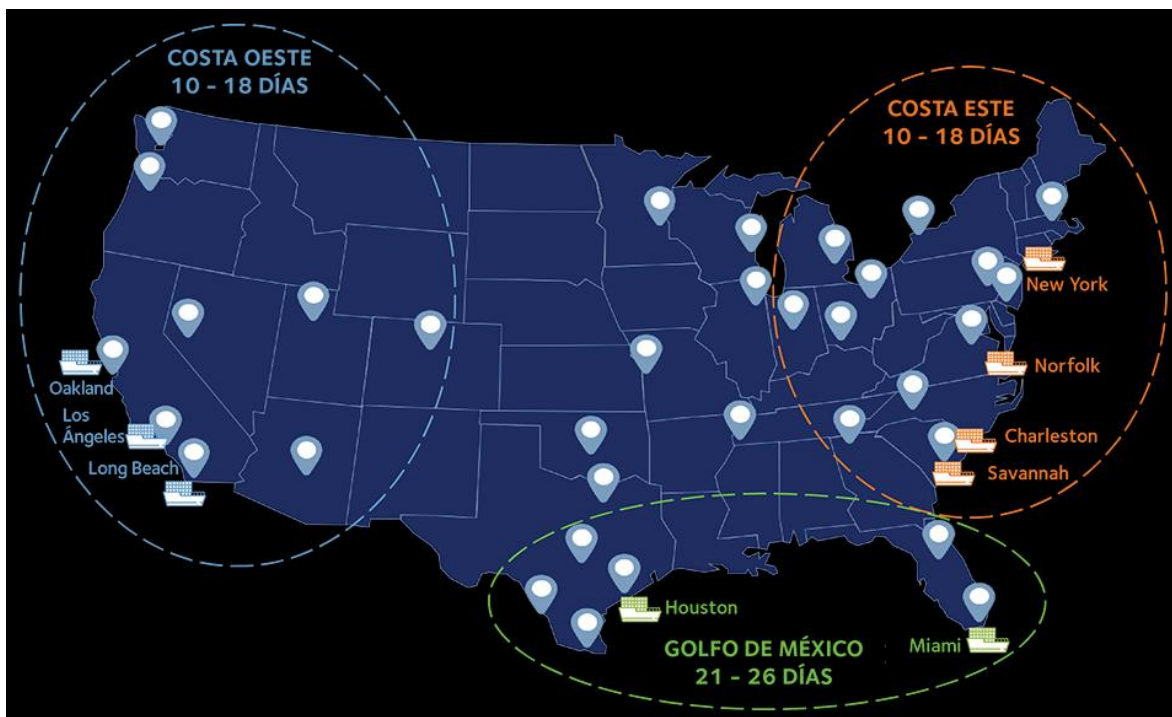 COSTA OESTE
10 - 18 DÍAS
COSTA ESTE
10 - 18 DÍAS
New York
Oakland
Norfolk
Los
Ángeles
Charleston
Long Beach
Savannah
Houston
Miami
GOLFO DE MÉXICO
21 - 26 DÍAS